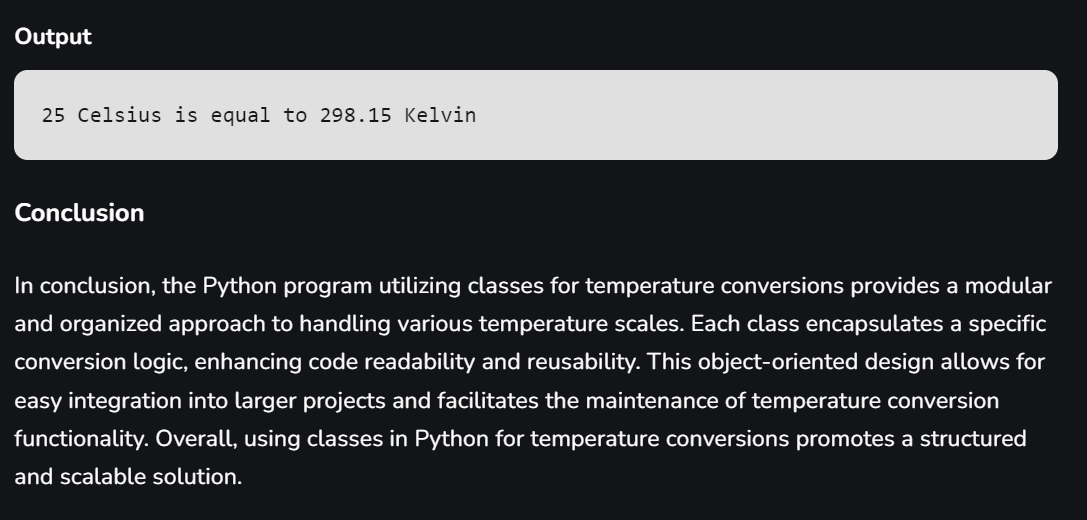 Output
25 Celsius is equal to 298.15 Kelvin
Conclusion
In conclusion, the Python program utilizing classes for temperature conversions provides a modular
and organized approach to handling various temperature scales. Each class encapsulates a specific
conversion logic, enhancing code readability and reusability. This object-oriented design allows for
easy integration into larger projects and facilitates the maintenance of temperature conversion
functionality. Overall, using classes in Python for temperature conversions promotes a structured
and scalable solution.